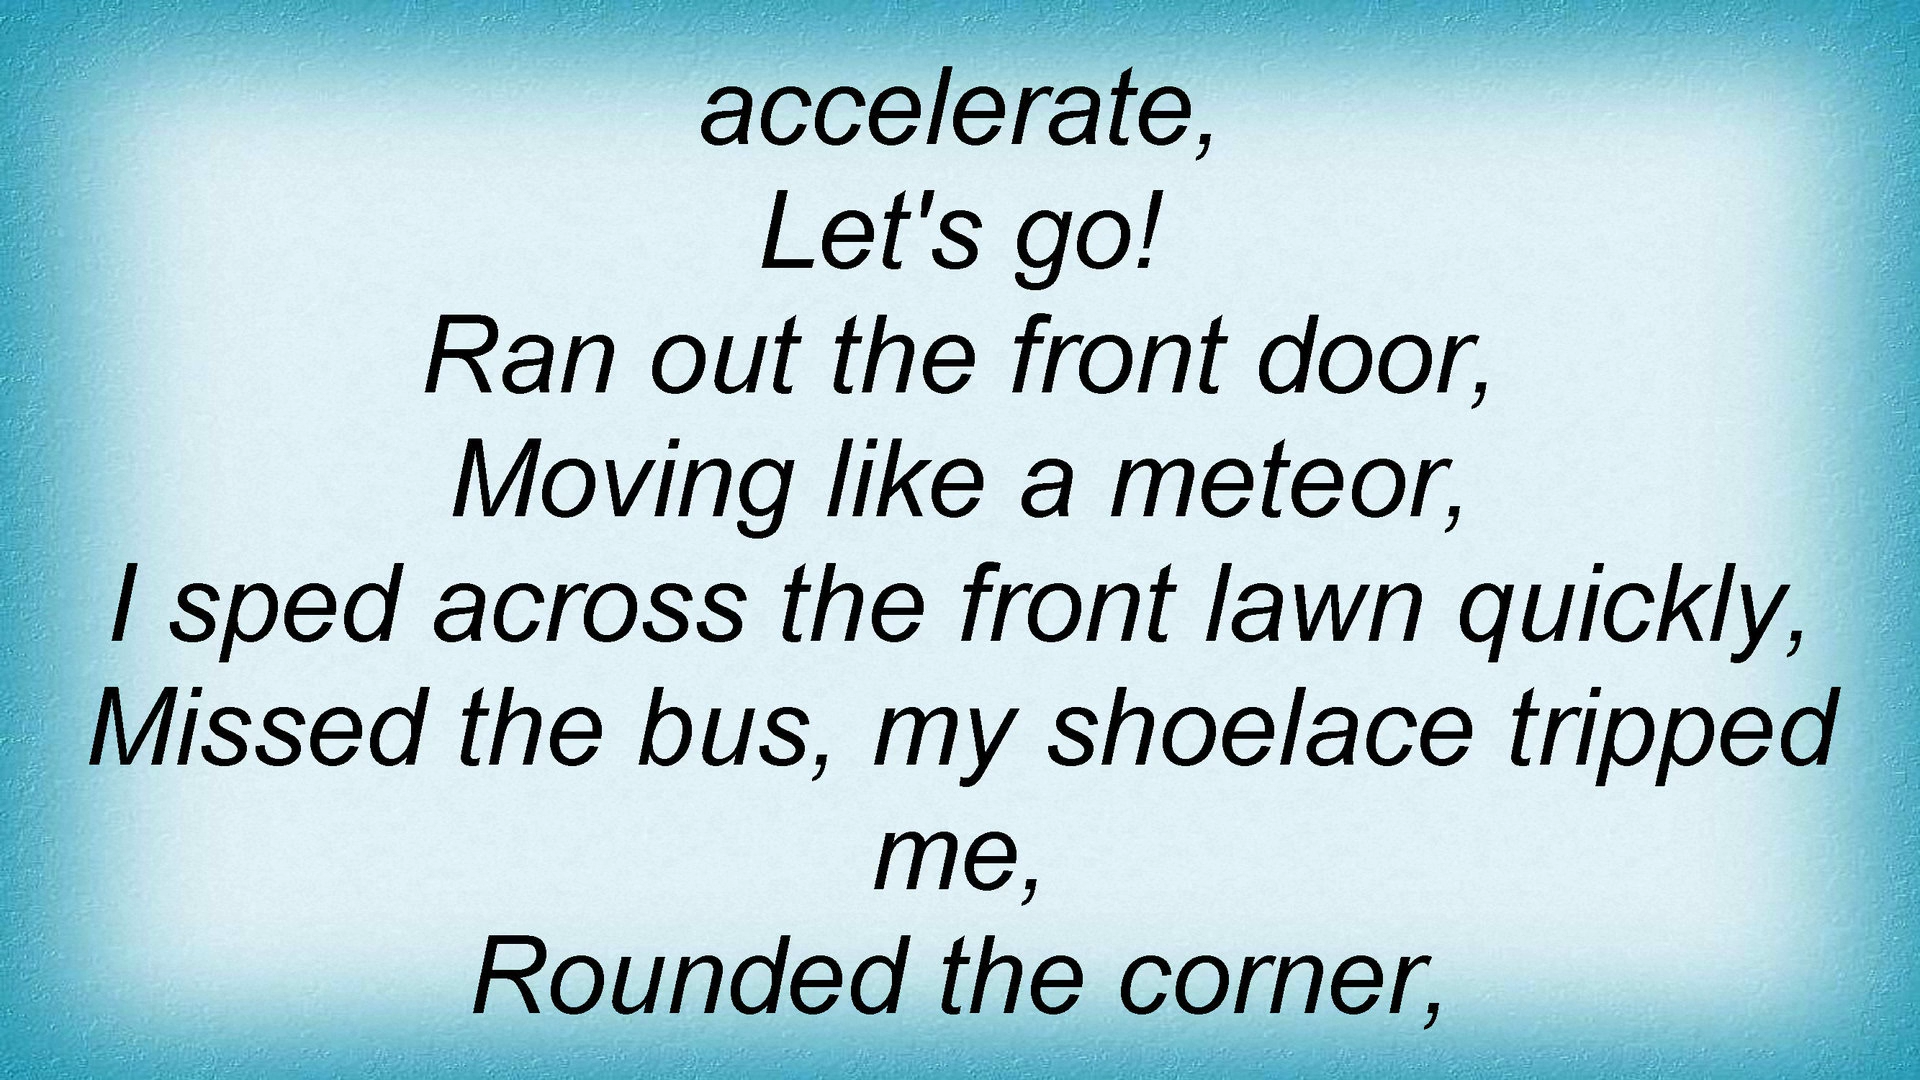 accelerate,
Let's go!
Ran out the front door,
Moving like a meteor,
I sped across the front lawn quickly,
Missed the bus, my shoelace tripped
me,
Rounded the corner,